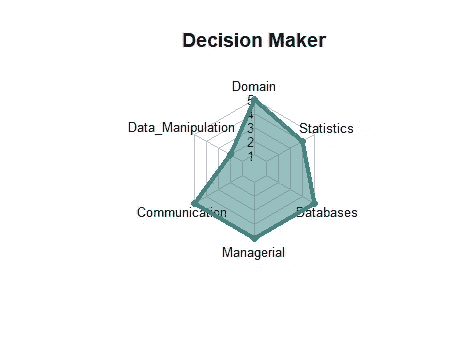 Decision Maker
Domain
5
4
3
2
1
Data_Manipulation
Statistics
Communication
Databases
Managerial